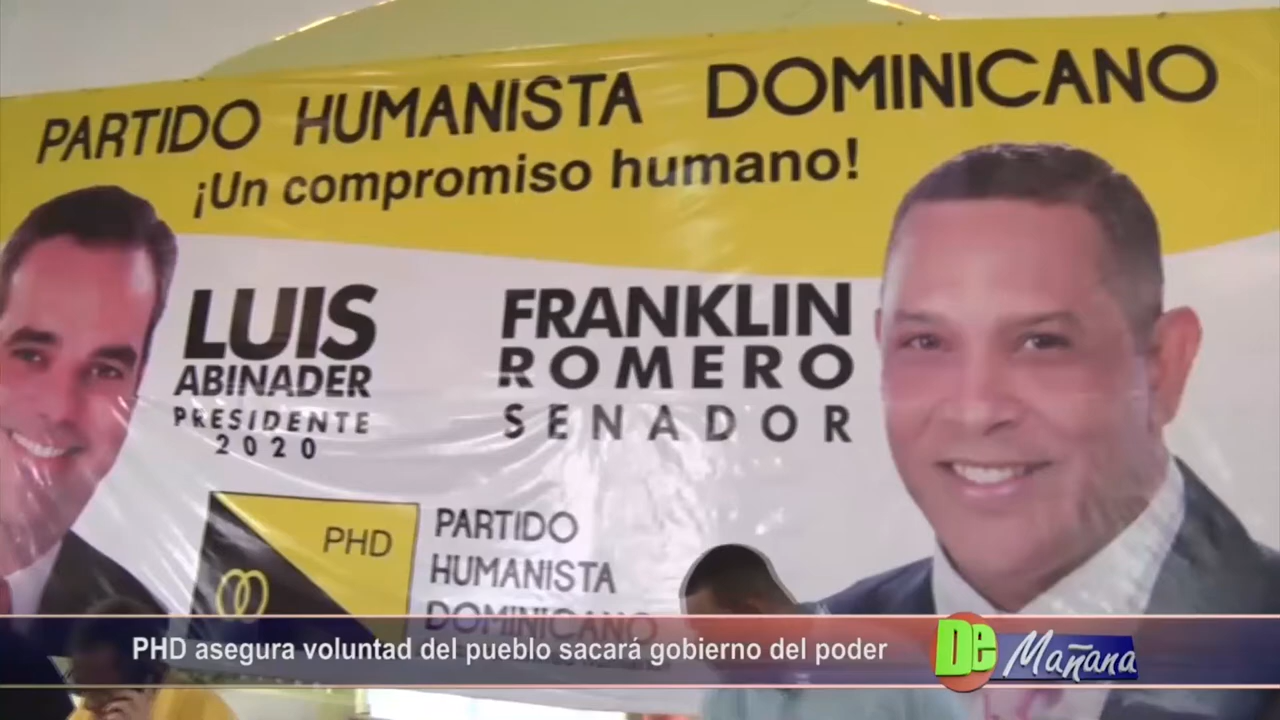 PARTIDO HUMANISTA DOMINICANO
¡Un compromiso humano!
LUIS
ABINADER
PRESIDENTE
2020
FRANKLIN
ROMERO
SENADOR
PHD
PARTIDO
HUMANISTA
DOMINICANO
PHD asegura voluntad del pueblo sacará gobierno del poder
De Mañana